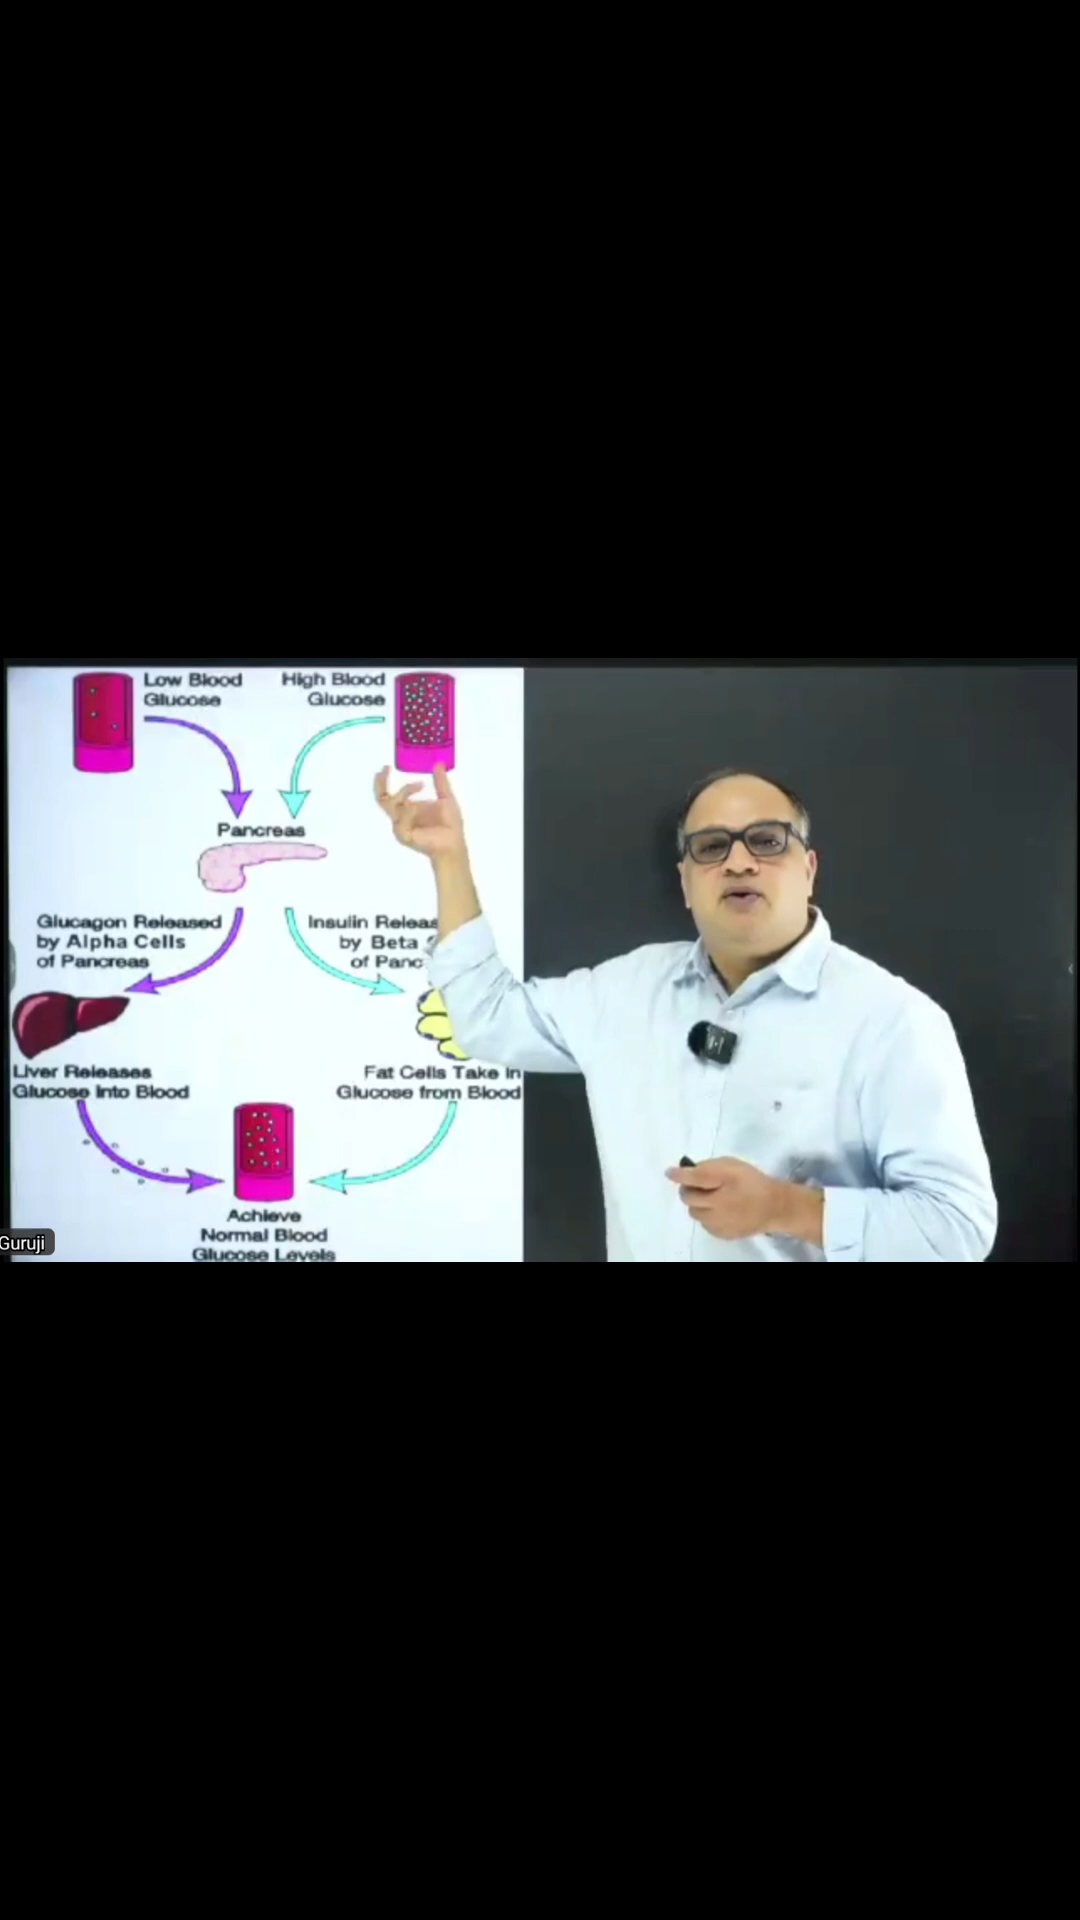 Low Blood
Glucose
High Blood
Glucose
Pancreas
Glucagon Released
by Alpha Cells
of Pancreas
Insulin
by Beta
of
Liver Releases
Glucose Into Blood
Fat Cells Take In
Glucose from Blood
Achieve
Normal Blood
Glucose Levels
Guruji